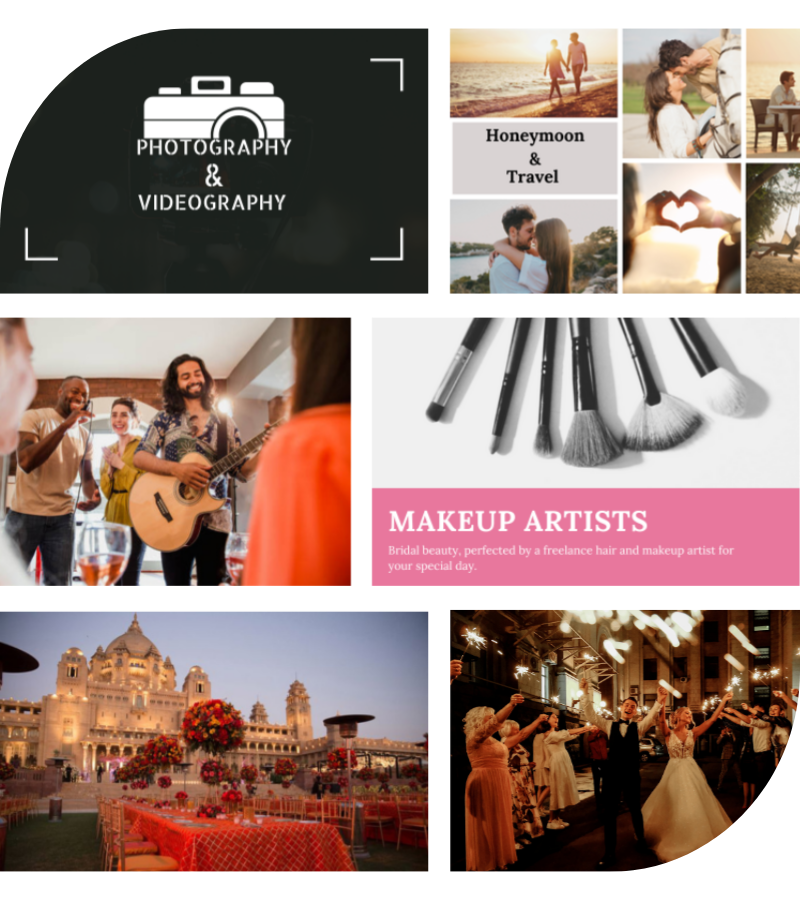 PHOTOGRAPHY
&
VIDEOGRAPHY
Honeymoon
&
Travel
MAKEUP ARTISTS
Bridal beauty, perfected by a freelance hair and makeup artist for
your special day.